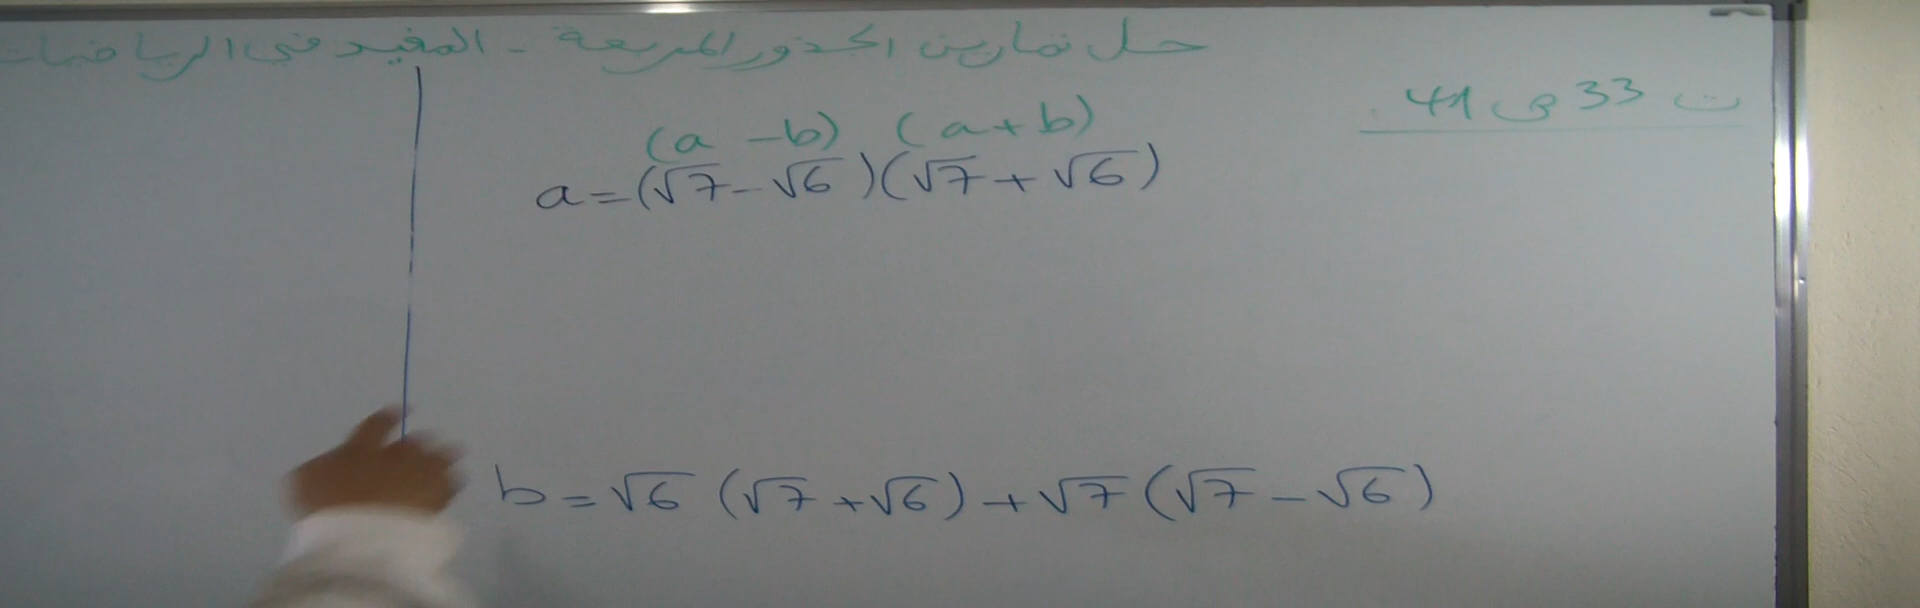 حل تمارين الجذور المربعة - المفيد في الرياضيات
ت 33 ص 41.
(a - b) (a + b)
a = (√7 - √6)(√7 + √6)
b = √6 (√7 + √6) + √7 (√7 - √6)